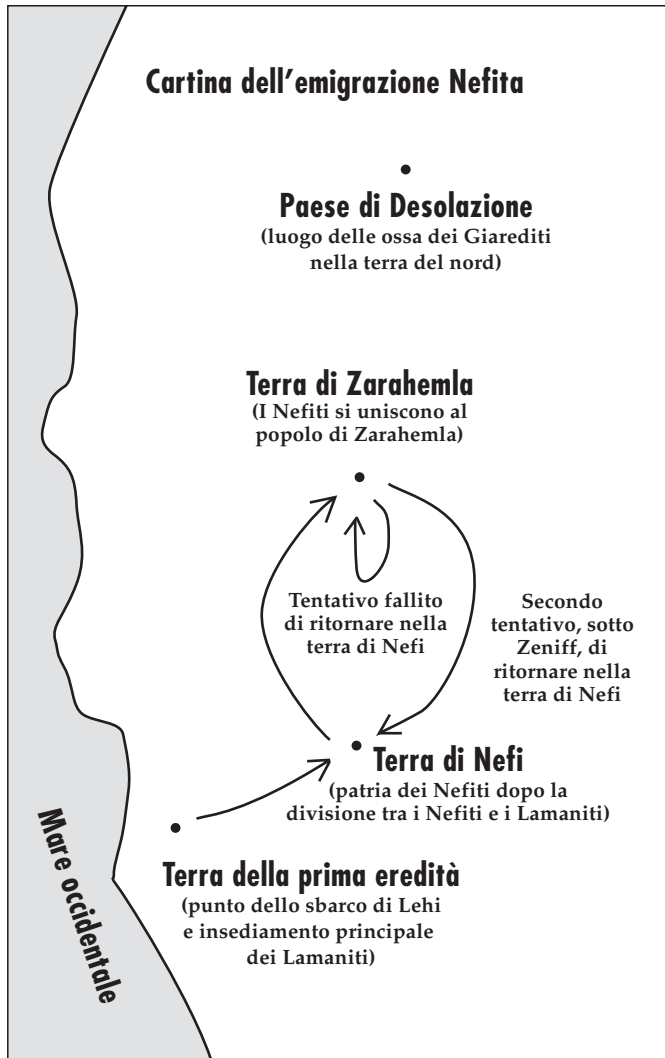 Cartina dell'emigrazione Nefita
Paese di Desolazione
(luogo delle ossa dei Giarediti
nella terra del nord)
Terra di Zarahemla
(I Nefiti si uniscono al
popolo di Zarahemla)
Tentativo fallito
di ritornare nella
terra di Nefi
Secondo
tentativo, sotto
Zeniff, di
ritornare nella
terra di Nefi
Terra di Nefi
(patria dei Nefiti dopo la
divisione tra i Nefiti e i Lamaniti)
Terra della prima eredità
(punto dello sbarco di Lehi
e insediamento principale
dei Lamaniti)
Mare occidentale